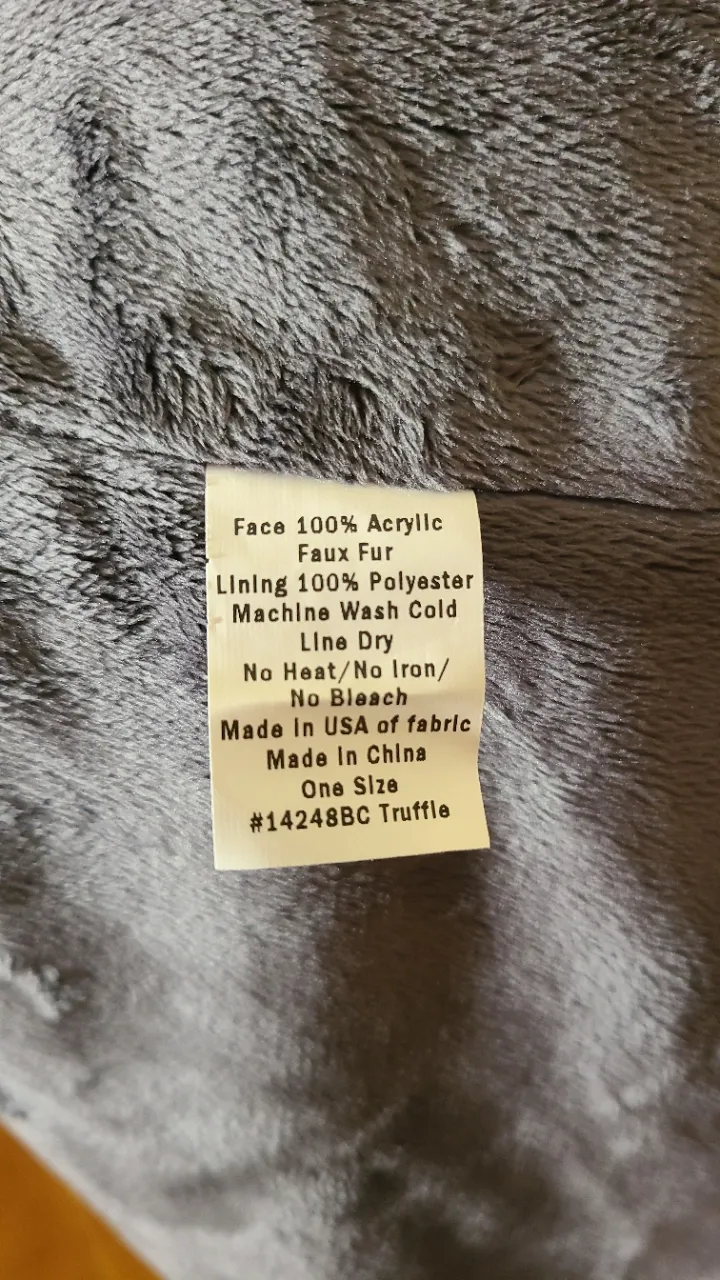 Face 100% Acrylic
Faux Fur
Lining 100% Polyester
Machine Wash Cold
Line Dry
No Heat/No Iron/
No Bleach
Made in USA of fabric
Made in China
One Size
#14248BC Truffle